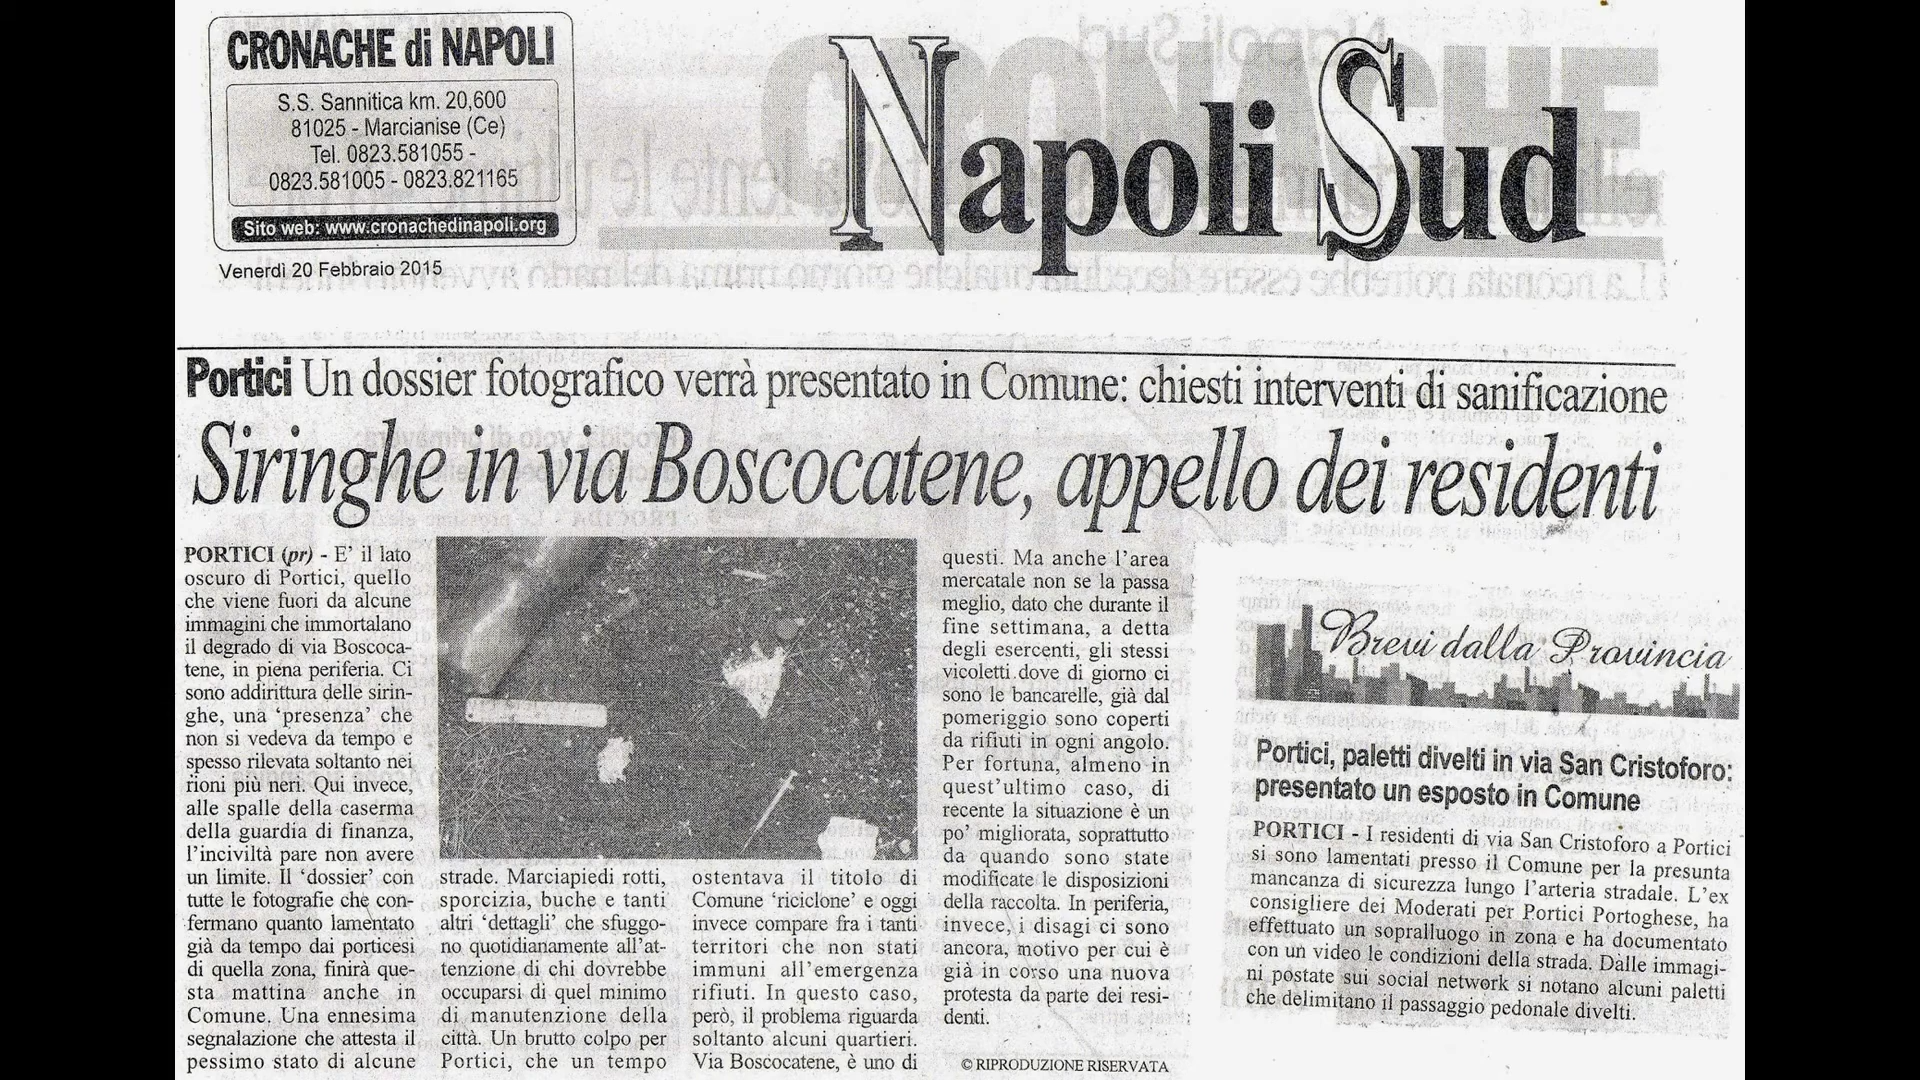 CRONACHE di NAPOLI
S.S. Sannitica km. 20,600
81025 - Marcianise (Ce)
Tel. 0823.581055 -
0823.581005 - 0823.821165
Sito web: www.cronachedinapoli.org
Venerdì 20 Febbraio 2015
Napoli Sud
Portici Un dossier fotografico verrà presentato in Comune: chiesti interventi di sanificazione
Siringhe in via Boscocatene, appello dei residenti
PORTICI (pr) - E' il lato
oscuro di Portici, quello
che viene fuori da alcune
immagini che immortalano
il degrado di via Boscoca-
tene, in piena periferia. Ci
sono addirittura delle sirin-
ghe, una 'presenza' che
non si vedeva da tempo e
spesso rilevata soltanto nei
rioni più neri. Qui invece,
alle spalle della caserma
della guardia di finanza,
l'inciviltà pare non avere
un limite. Il 'dossier' con
tutte le fotografie che con-
fermano quanto lamentato
già da tempo dai porticesi
di quella zona, finirà que-
sta mattina anche in
Comune. Una ennesima
segnalazione che attesta il
pessimo stato di alcune
strade. Marciapiedi rotti,
sporcizia, buche e tanti
altri 'dettagli' che sfuggo-
no quotidianamente all'at-
tenzione di chi dovrebbe
occuparsi di quel minimo
di manutenzione della
città. Un brutto colpo per
Portici, che un tempo
ostentava il titolo di
Comune 'riciclone' e oggi
invece compare fra i tanti
territori che non stati
immuni all'emergenza
rifiuti. In questo caso,
però, il problema riguarda
soltanto alcuni quartieri.
Via Boscocatene, è uno di
questi. Ma anche l'area
mercatale non se la passa
meglio, dato che durante il
fine settimana, a detta
degli esercenti, gli stessi
vicoletti dove di giorno ci
sono le bancarelle, già dal
pomeriggio sono coperti
da rifiuti in ogni angolo.
Per fortuna, almeno in
quest'ultimo caso, di
recente la situazione è un
po' migliorata, soprattutto
da quando sono state
modificate le disposizioni
della raccolta. In periferia,
invece, i disagi ci sono
ancora, motivo per cui è
già in corso una nuova
protesta da parte dei resi-
denti.
© RIPRODUZIONE RISERVATA
Brevi dalla Provincia
Portici, paletti divelti in via San Cristoforo:
presentato un esposto in Comune
PORTICI - I residenti di via San Cristoforo a Portici
si sono lamentati presso il Comune per la presunta
mancanza di sicurezza lungo l'arteria stradale. L'ex
consigliere dei Moderati per Portici Portoghese, ha
effettuato un sopralluogo in zona e ha documentato
con un video le condizioni della strada. Dalle immagi-
ni postate sui social network si notano alcuni paletti
che delimitano il passaggio pedonale divelti.